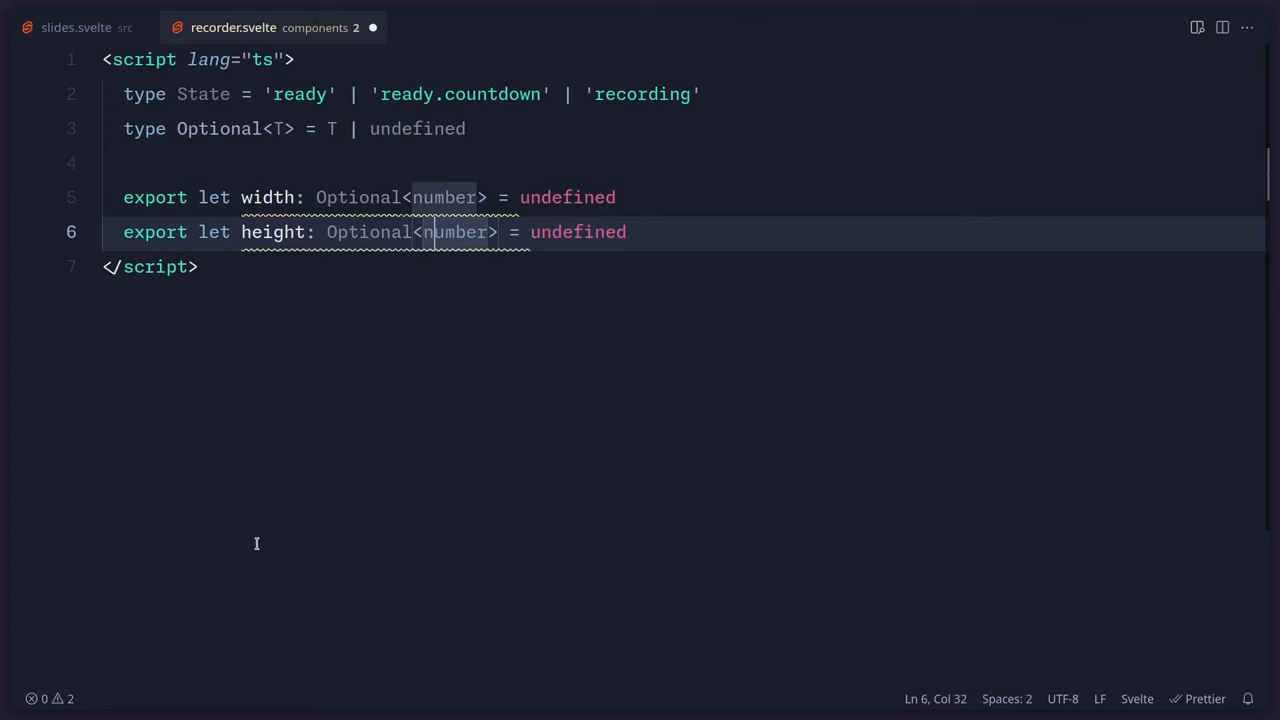 slides.svelte src
recorder.svelte components 2
1 <script lang="ts">
2 type State = 'ready' | 'ready.countdown' | 'recording'
3 type Optional<T> = T | undefined
4
5 export let width: Optional<number> = undefined
6 export let height: Optional<number> = undefined
7 </script>
0 2
Ln 6, Col 32 Spaces: 2 UTF-8 LF Svelte Prettier